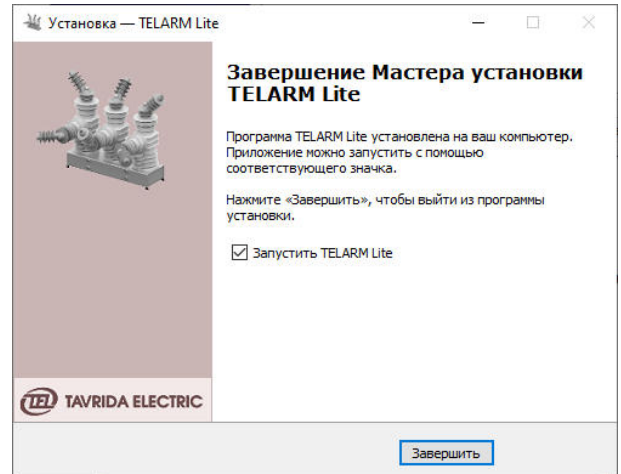 Установка — TELARM Lite
Завершение Мастера установки
TELARM Lite
Программа TELARM Lite установлена на ваш компьютер.
Приложение можно запустить с помощью
соответствующего значка.
Нажмите «Завершить», чтобы выйти из программы
установки.
Запустить TELARM Lite
TEL TAVRIDA ELECTRIC
Завершить